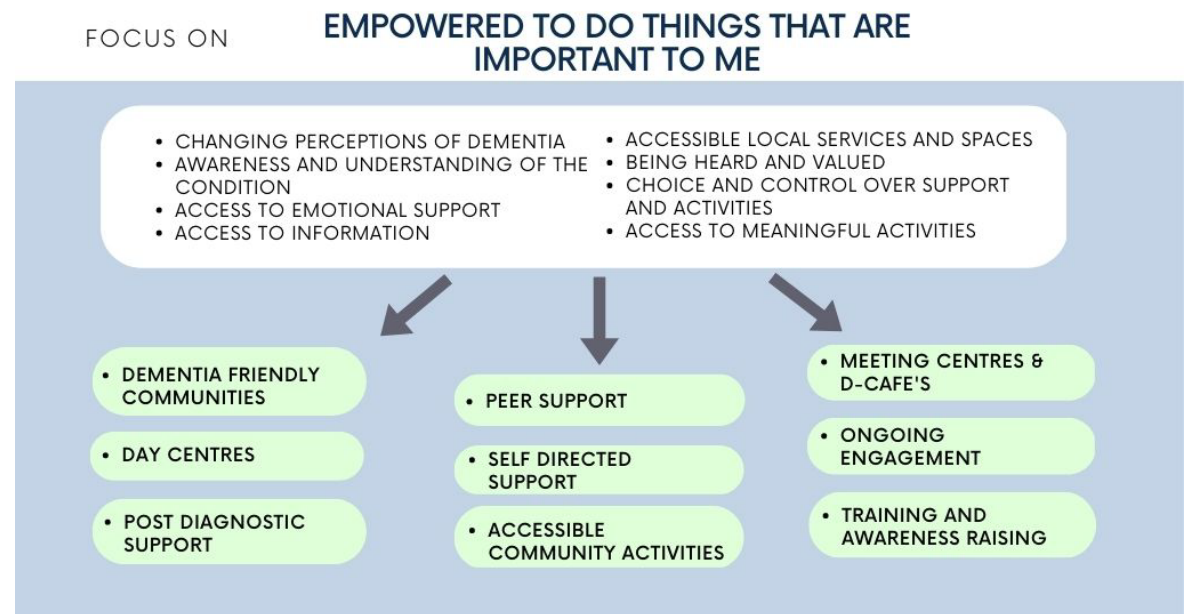 FOCUS ON
EMPOWERED TO DO THINGS THAT ARE
IMPORTANT TO ME
• CHANGING PERCEPTIONS OF DEMENTIA
• AWARENESS AND UNDERSTANDING OF THE
CONDITION
• ACCESS TO EMOTIONAL SUPPORT
• ACCESS TO INFORMATION
• ACCESSIBLE LOCAL SERVICES AND SPACES
• BEING HEARD AND VALUED
• CHOICE AND CONTROL OVER SUPPORT
AND ACTIVITIES
• ACCESS TO MEANINGFUL ACTIVITIES
• DEMENTIA FRIENDLY
COMMUNITIES
• DAY CENTRES
• POST DIAGNOSTIC
SUPPORT
• PEER SUPPORT
• SELF DIRECTED
SUPPORT
• ACCESSIBLE
COMMUNITY ACTIVITIES
• MEETING CENTRES &
D-CAFE'S
• ONGOING
ENGAGEMENT
• TRAINING AND
AWARENESS RAISING